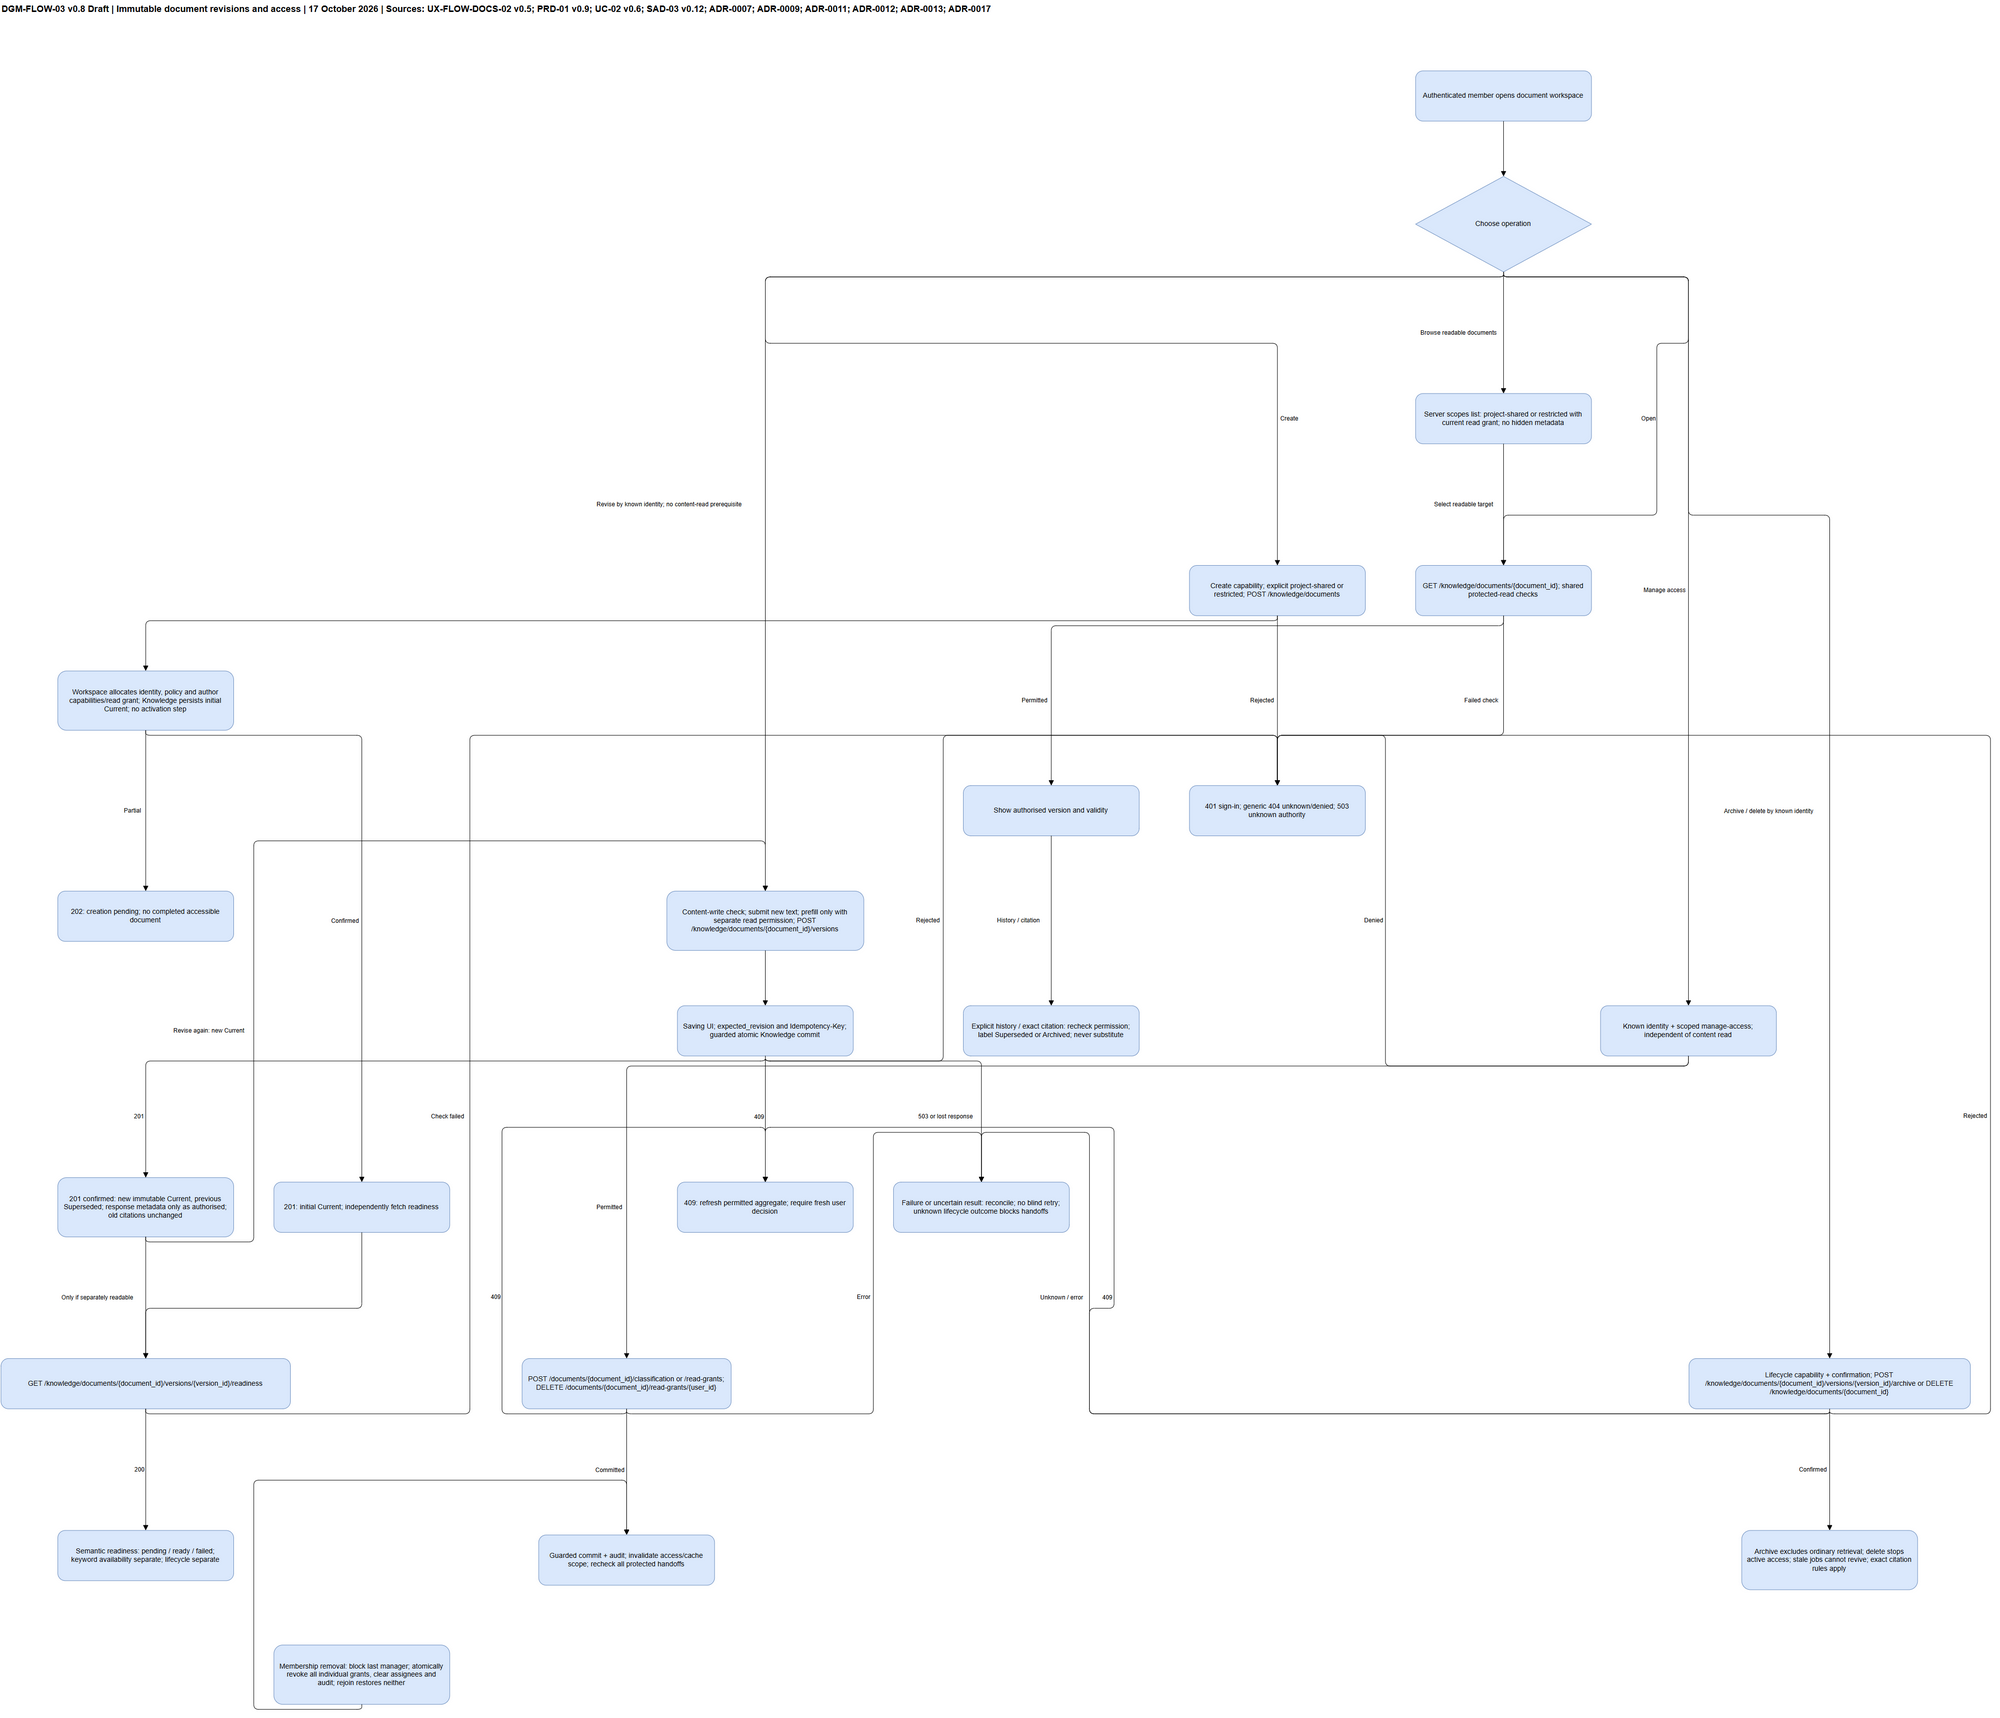 DGM-FLOW-03 v0.8 Draft | Immutable document revisions and access | 17 October 2026 | Sources: UX-FLOW-DOCS-02 v0.5; PRD-01 v0.9; UC-02 v0.6; SAD-03 v0.12; ADR-0007; ADR-0009; ADR-0011; ADR-0012; ADR-0013; ADR-0017
Authenticated member opens document workspace
Choose operation
Browse readable documents
Server scopes list: project-shared or restricted with
current read grant; no hidden metadata
Create
Open
Revise by known identity; no content-read prerequisite
Select readable target
Create capability; explicit project-shared or
restricted; POST /knowledge/documents
GET /knowledge/documents/{document_id}; shared
protected-read checks
Manage access
Workspace allocates identity, policy and author
capabilities/read grant; Knowledge persists initial
Current; no activation step
Permitted
Rejected
Failed check
Partial
Show authorised version and validity
401 sign-in; generic 404 unknown/denied; 503
unknown authority
Archive / delete by known identity
202: creation pending; no completed accessible
document
Confirmed
Content-write check; submit new text; prefill only with
separate read permission; POST
/knowledge/documents/{document_id}/versions
Rejected
History / citation
Denied
Revise again: new Current
Saving UI; expected_revision and Idempotency-Key;
guarded atomic Knowledge commit
Explicit history / exact citation: recheck permission;
label Superseded or Archived; never substitute
Known identity + scoped manage-access;
independent of content read
201
Check failed
409
503 or lost response
Rejected
201 confirmed: new immutable Current, previous
Superseded; response metadata only as authorised;
old citations unchanged
201: initial Current; independently fetch readiness
Permitted
409: refresh permitted aggregate; require fresh user
decision
Failure or uncertain result: reconcile; no blind retry;
unknown lifecycle outcome blocks handoffs
Only if separately readable
409
Error
Unknown / error
409
GET /knowledge/documents/{document_id}/versions/{version_id}/readiness
POST /documents/{document_id}/classification or /read-grants;
DELETE /documents/{document_id}/read-grants/{user_id}
Lifecycle capability + confirmation; POST
/knowledge/documents/{document_id}/versions/{version_id}/archive or DELETE
/knowledge/documents/{document_id}
200
Committed
Confirmed
Semantic readiness: pending / ready / failed;
keyword availability separate; lifecycle separate
Guarded commit + audit; invalidate access/cache
scope; recheck all protected handoffs
Archive excludes ordinary retrieval; delete stops
active access; stale jobs cannot revive; exact citation
rules apply
Membership removal: block last manager; atomically
revoke all individual grants, clear assignees and
audit; rejoin restores neither